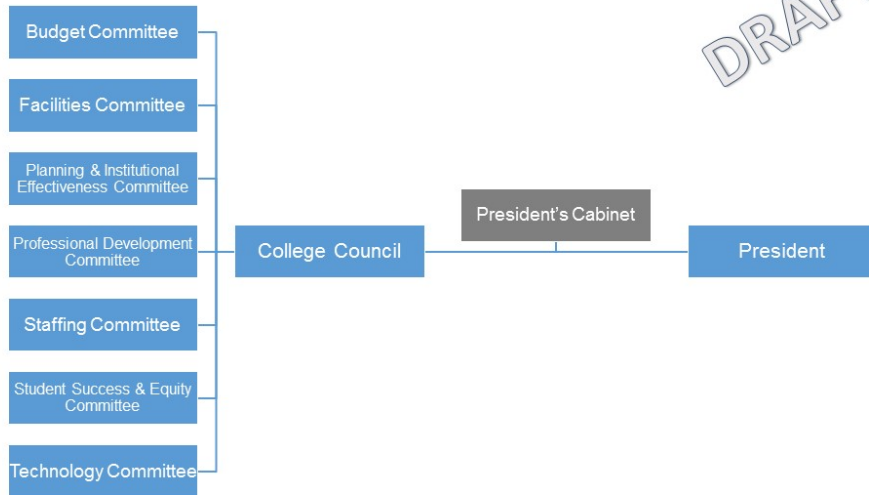 Budget Committee
Facilities Committee
Planning & Institutional
Effectiveness Committee
Professional Development
Committee
Staffing Committee
Student Success & Equity
Committee
Technology Committee
College Council
President's Cabinet
President